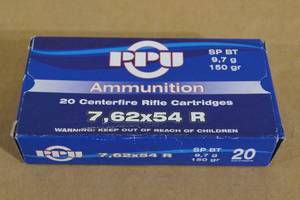 PPU
SP BT
9,7 g
150 gr
Ammunition
20 Centerfire Rifle Cartridges
7,62x54 R
WARNING: KEEP OUT OF REACH OF CHILDREN
PPU
7,62x54 R
SP BT
9,7 g
150 gr
20